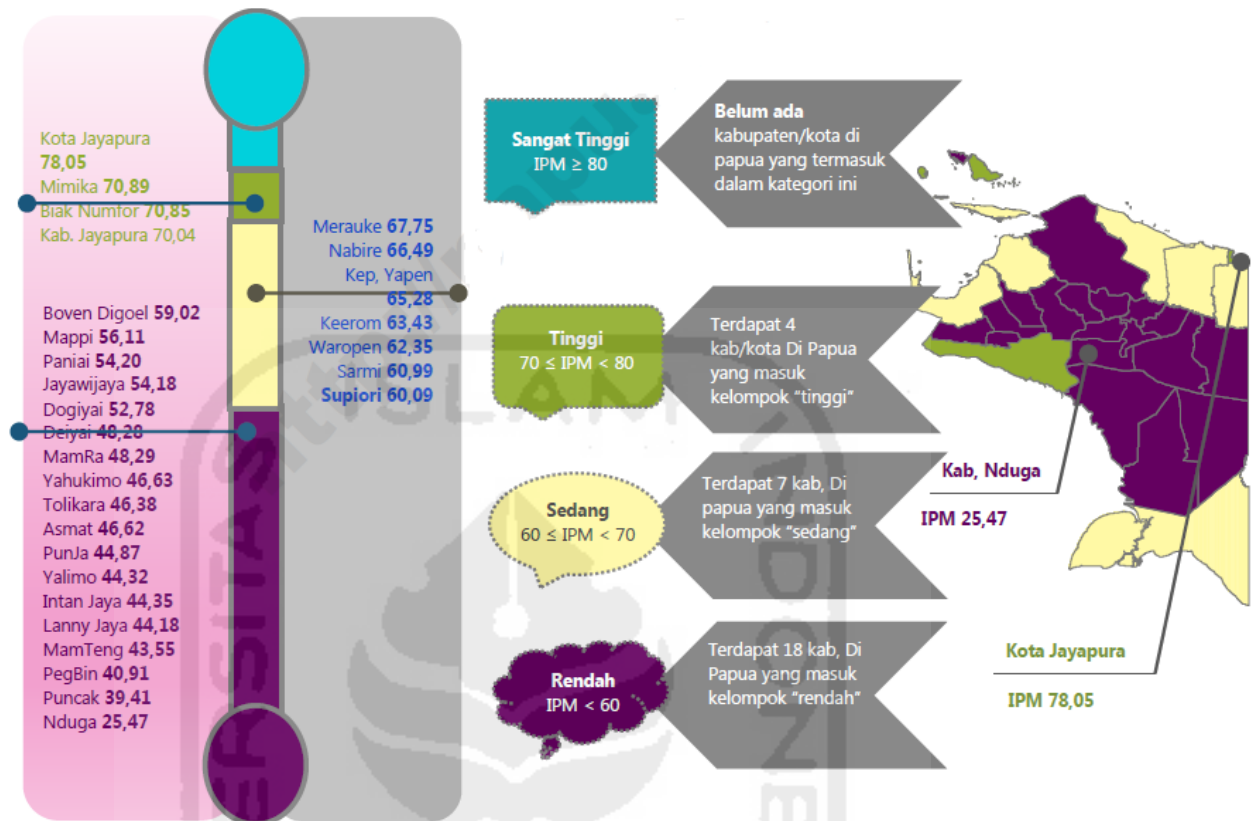 Kota Jayapura
78,05
Mimika 70,89
Biak Numfor 70,85
Kab. Jayapura 70,04
Boven Digoel 59,02
Mappi 56,11
Paniai 54,20
Jayawijaya 54,18
Dogiyai 52,78
Deiyai 48,28
MamRa 48,29
Yahukimo 46,63
Tolikara 46,38
Asmat 46,62
PunJa 44,87
Yalimo 44,32
Intan Jaya 44,35
Lanny Jaya 44,18
MamTeng 43,55
PegBin 40,91
Puncak 39,41
Nduga 25,47
Merauke 67,75
Nabire 66,49
Kep, Yapen
65,28
Keerom 63,43
Waropen 62,35
Sarmi 60,99
Supiori 60,09
Sangat Tinggi
IPM ≥ 80
Belum ada
kabupaten/kota di
papua yang termasuk
dalam kategori ini
Tinggi
70 ≤ IPM < 80
Terdapat 4
kab/kota Di Papua
yang masuk
kelompok “tinggi”
Sedang
60 ≤ IPM < 70
Terdapat 7 kab, Di
papua yang masuk
kelompok “sedang”
Rendah
IPM < 60
Terdapat 18 kab, Di
Papua yang masuk
kelompok “rendah”
Kab, Nduga
IPM 25,47
Kota Jayapura
IPM 78,05
ISLAM